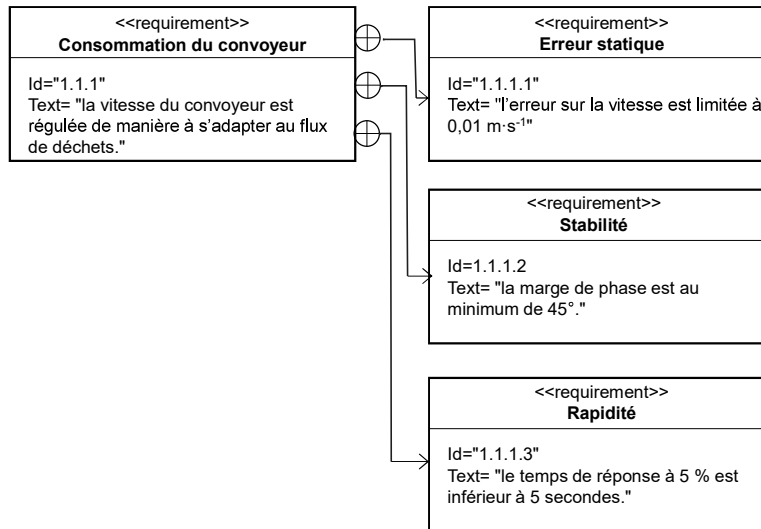 <<requirement>>
Consommation du convoyeur
Id="1.1.1"
Text= "la vitesse du convoyeur est
régulée de manière à s’adapter au flux
de déchets."
<<requirement>>
Erreur statique
Id="1.1.1.1"
Text= "l’erreur sur la vitesse est limitée à
0,01 m·s⁻¹"
<<requirement>>
Stabilité
Id=1.1.1.2
Text= "la marge de phase est au
minimum de 45°."
<<requirement>>
Rapidité
Id="1.1.1.3"
Text= "le temps de réponse à 5 % est
inférieur à 5 secondes."